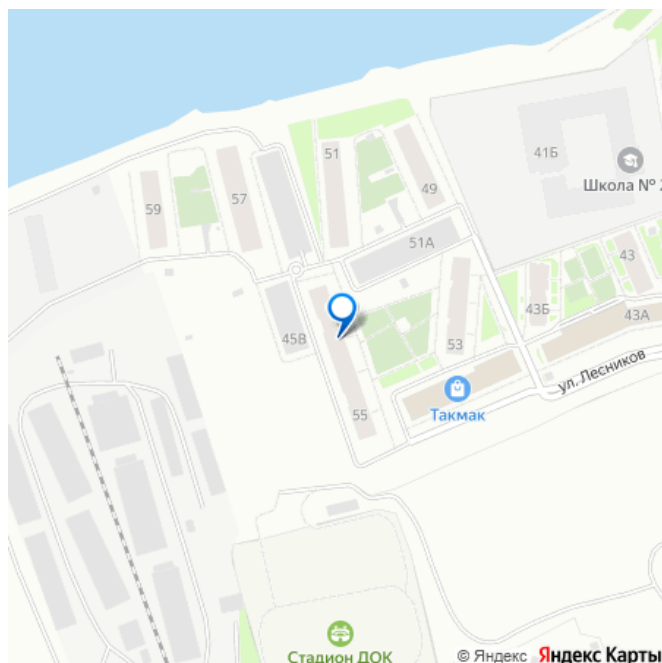 51
49
41Б
Школа № 2
59
57
51А
43
45В
53
43Б
43А
ул. Лесников
55
Такмак
Стадион ДОК
© Яндекс Яндекс Карты